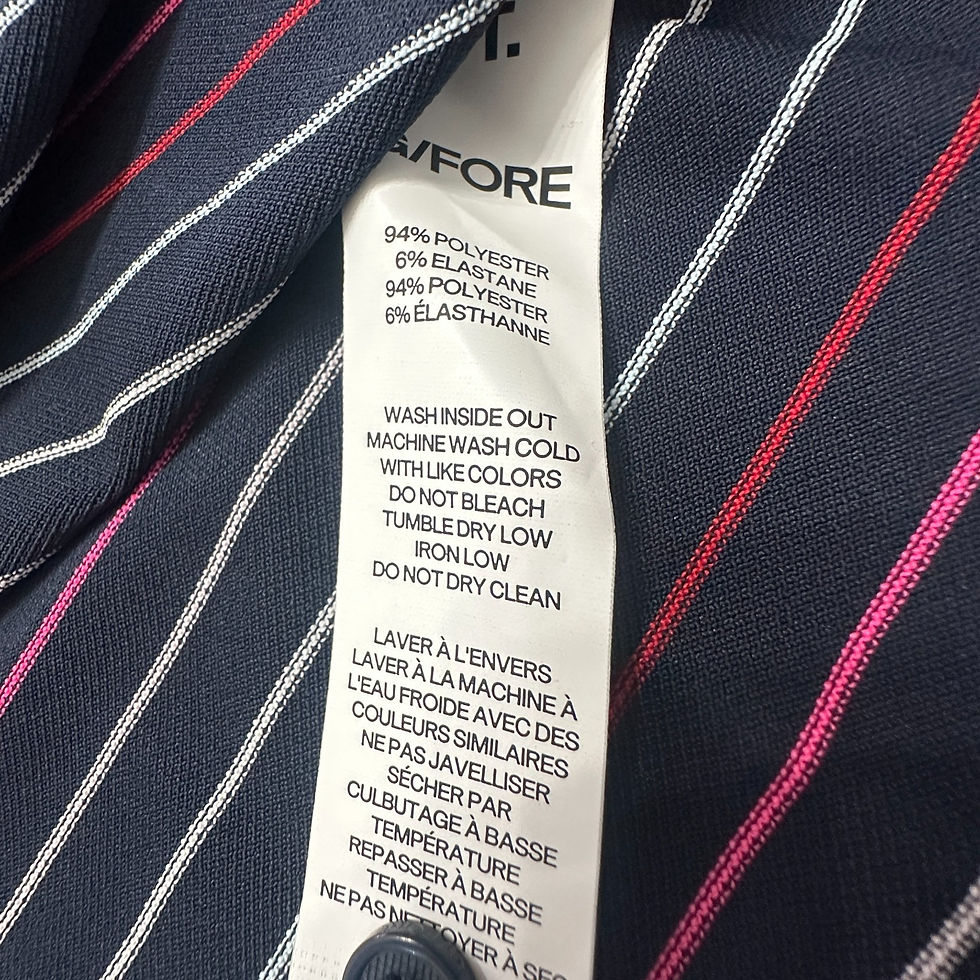 T.
G/FORE
94% POLYESTER
6% ELASTANE
94% POLYESTER
6% ÉLASTHANNE
WASH INSIDE OUT
MACHINE WASH COLD
WITH LIKE COLORS
DO NOT BLEACH
TUMBLE DRY LOW
IRON LOW
DO NOT DRY CLEAN
LAVER À L'ENVERS
LAVER À LA MACHINE À
L'EAU FROIDE AVEC DES
COULEURS SIMILAIRES
NE PAS JAVELLISER
SÉCHER PAR
CULBUTAGE À BASSE
TEMPÉRATURE
REPASSER À BASSE
TEMPÉRATURE
NE PAS NETTOYER À SEC